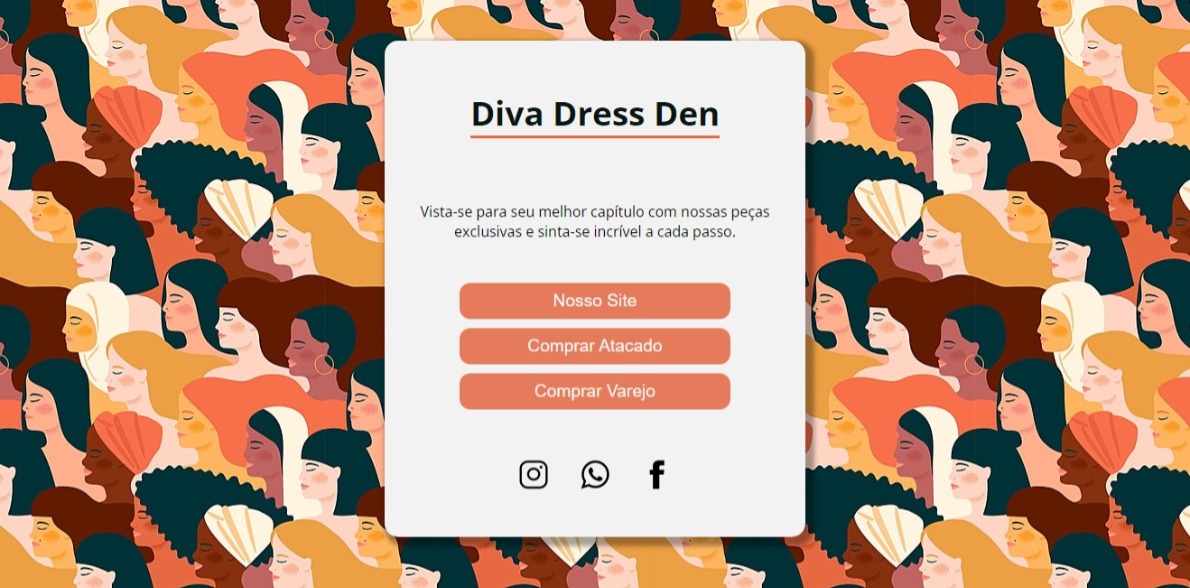 Diva Dress Den
Vista-se para seu melhor capítulo com nossas peças
exclusivas e sinta-se incrível a cada passo.
Nosso Site
Comprar Atacado
Comprar Varejo